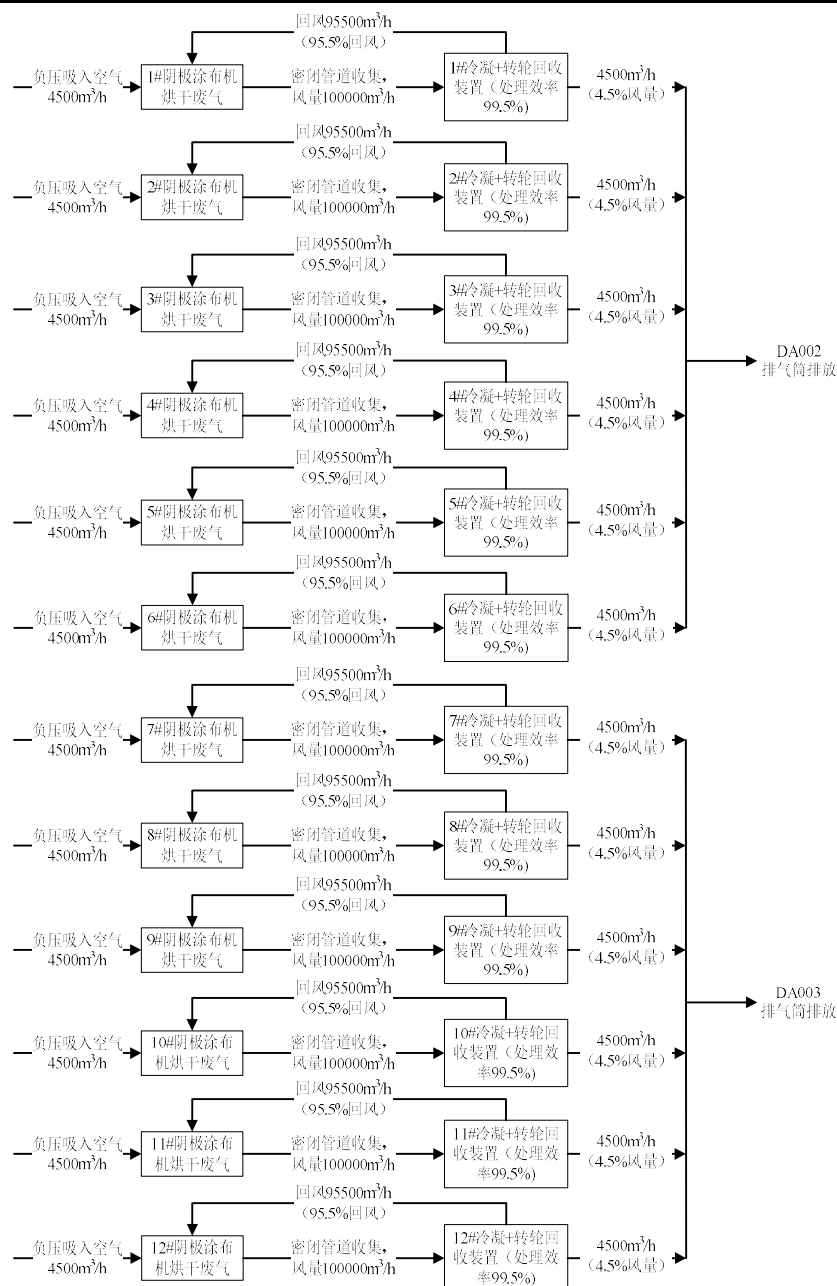 回风95500m³/h
（95.5%回风）
负压吸入空气
4500m³/h
1#阴极涂布机
烘干废气
密闭管道收集，
风量100000m³/h
1#冷凝+转轮回收
装置（处理效率
99.5%)
4500m³/h
（4.5%风量）
回风95500m³/h
（95.5%回风）
负压吸入空气
4500m³/h
2#阴极涂布机
烘干废气
密闭管道收集，
风量100000m³/h
2#冷凝+转轮回收
装置（处理效率
99.5%)
4500m³/h
（4.5%风量）
回风95500m³/h
（95.5%回风）
负压吸入空气
4500m³/h
3#阴极涂布机
烘干废气
密闭管道收集，
风量100000m³/h
3#冷凝+转轮回收
装置（处理效率
99.5%)
4500m³/h
（4.5%风量）
DA002
排气筒排放
回风95500m³/h
（95.5%回风）
负压吸入空气
4500m³/h
4#阴极涂布机
烘干废气
密闭管道收集，
风量100000m³/h
4#冷凝+转轮回收
装置（处理效率
99.5%)
4500m³/h
（4.5%风量）
回风95500m³/h
（95.5%回风）
负压吸入空气
4500m³/h
5#阴极涂布机
烘干废气
密闭管道收集，
风量100000m³/h
5#冷凝+转轮回收
装置（处理效率
99.5%)
4500m³/h
（4.5%风量）
回风95500m³/h
（95.5%回风）
负压吸入空气
4500m³/h
6#阴极涂布机
烘干废气
密闭管道收集，
风量100000m³/h
6#冷凝+转轮回收
装置（处理效率
99.5%)
4500m³/h
（4.5%风量）
回风95500m³/h
（95.5%回风）
负压吸入空气
4500m³/h
7#阴极涂布机
烘干废气
密闭管道收集，
风量100000m³/h
7#冷凝+转轮回收
装置（处理效率
99.5%)
4500m³/h
（4.5%风量）
回风95500m³/h
（95.5%回风）
负压吸入空气
4500m³/h
8#阴极涂布机
烘干废气
密闭管道收集，
风量100000m³/h
8#冷凝+转轮回收
装置（处理效率
99.5%)
4500m³/h
（4.5%风量）
回风95500m³/h
（95.5%回风）
负压吸入空气
4500m³/h
9#阴极涂布机
烘干废气
密闭管道收集，
风量100000m³/h
9#冷凝+转轮回收
装置（处理效率
99.5%)
4500m³/h
（4.5%风量）
DA003
排气筒排放
回风95500m³/h
（95.5%回风）
负压吸入空气
4500m³/h
10#阴极涂布
机烘干废气
密闭管道收集，
风量100000m³/h
10#冷凝+转轮回
收装置（处理效
率99.5%)
4500m³/h
（4.5%风量）
回风95500m³/h
（95.5%回风）
负压吸入空气
4500m³/h
11#阴极涂布
机烘干废气
密闭管道收集，
风量100000m³/h
11#冷凝+转轮回
收装置（处理效
率99.5%)
4500m³/h
（4.5%风量）
回风95500m³/h
（95.5%回风）
负压吸入空气
4500m³/h
12#阴极涂布
机烘干废气
密闭管道收集，
风量100000m³/h
12#冷凝+转轮回
收装置（处理效
率99.5%)
4500m³/h
（4.5%风量）